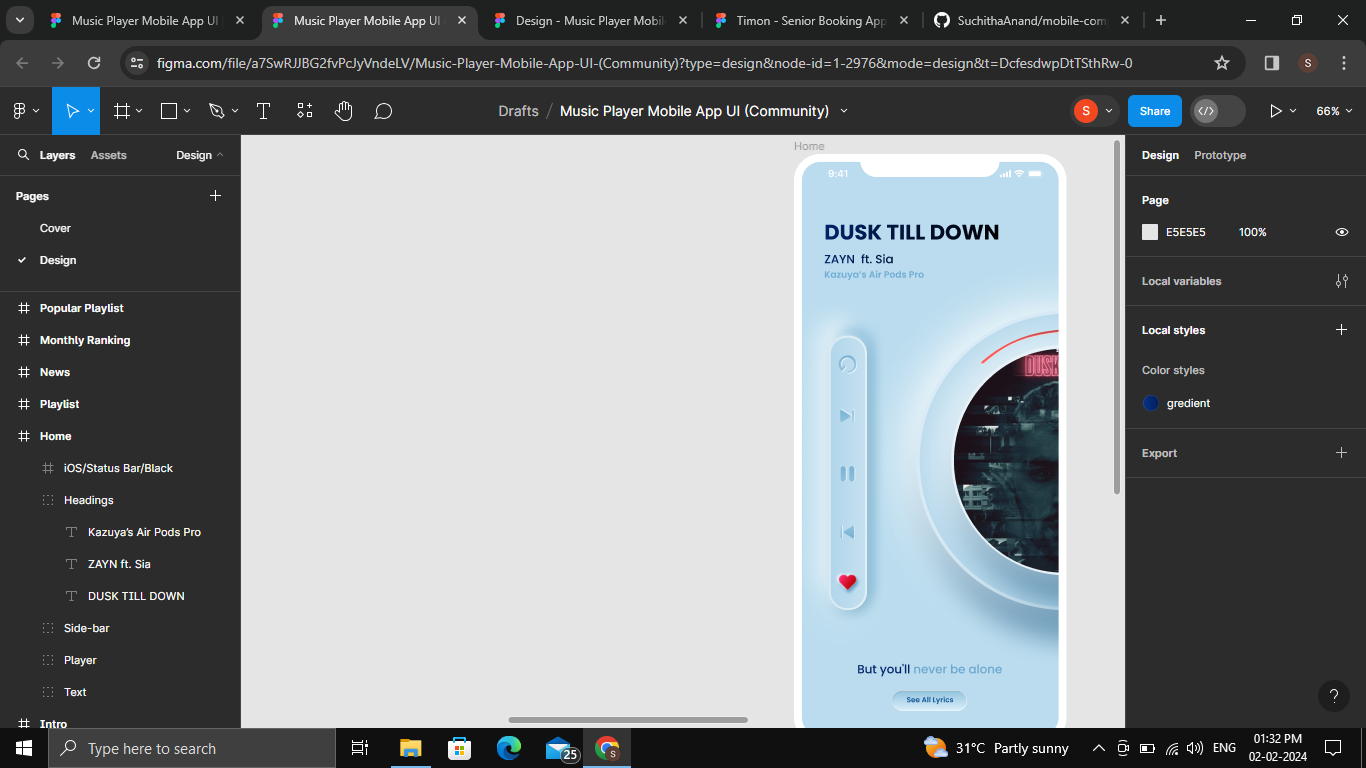 Music Player Mobile App UI
Music Player Mobile App UI
Design - Music Player Mobile
Timon - Senior Booking App
SuchithaAnand/mobile-com
figma.com/file/a7SwRJJBG2fvPcJyVndeLV/Music-Player-Mobile-App-UI-(Community)?type=design&node-id=1-2976&mode=design&t=DcfesdwpDtTSthRw-0
S
Drafts / Music Player Mobile App UI (Community)
S
Share
66%
Layers
Assets
Design
Pages
Cover
Design
Popular Playlist
Monthly Ranking
News
Playlist
Home
iOS/Status Bar/Black
Headings
Kazuya's Air Pods Pro
ZAYN ft. Sia
DUSK TILL DOWN
Side-bar
Player
Text
Intro
Home
9:41
DUSK TILL DOWN
ZAYN ft. Sia
Kazuya's Air Pods Pro
DUSK
But you'll never be alone
See All Lyrics
Design
Prototype
Page
E5E5E5
100%
Local variables
Local styles
Color styles
gredient
Export
?
Type here to search
25
S
31°C Partly sunny
ENG
01:32 PM
02-02-2024